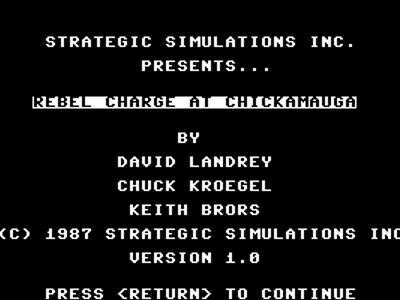 STRATEGIC SIMULATIONS INC.
PRESENTS...
REBEL CHARGE AT CHICKAMAUGA
BY
DAVID LANDREY
CHUCK KROEGEL
KEITH BRORS
(C) 1987 STRATEGIC SIMULATIONS INC
VERSION 1.0
PRESS <RETURN> TO CONTINUE